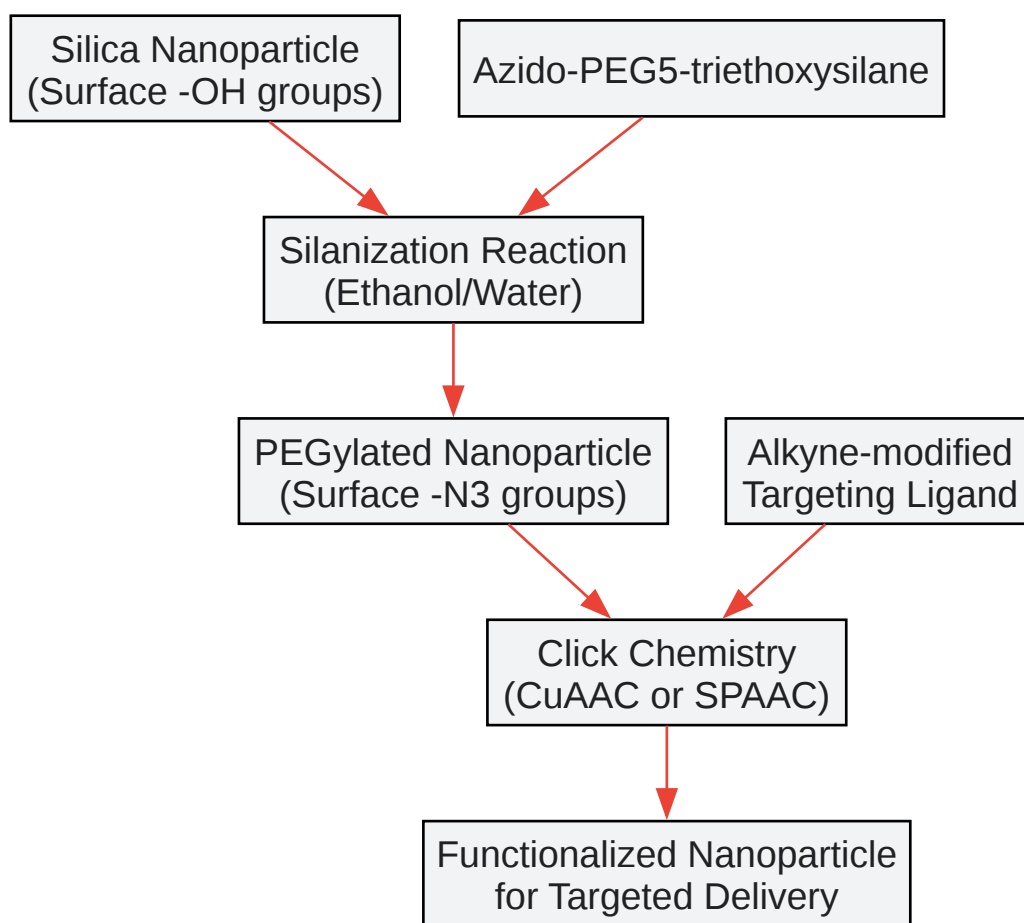 Silica Nanoparticle
(Surface -OH groups)
Azido-PEG5-triethoxysilane
Silanization Reaction
(Ethanol/Water)
PEGylated Nanoparticle
(Surface -N3 groups)
Alkyne-modified
Targeting Ligand
Click Chemistry
(CuAAC or SPAAC)
Functionalized Nanoparticle
for Targeted Delivery